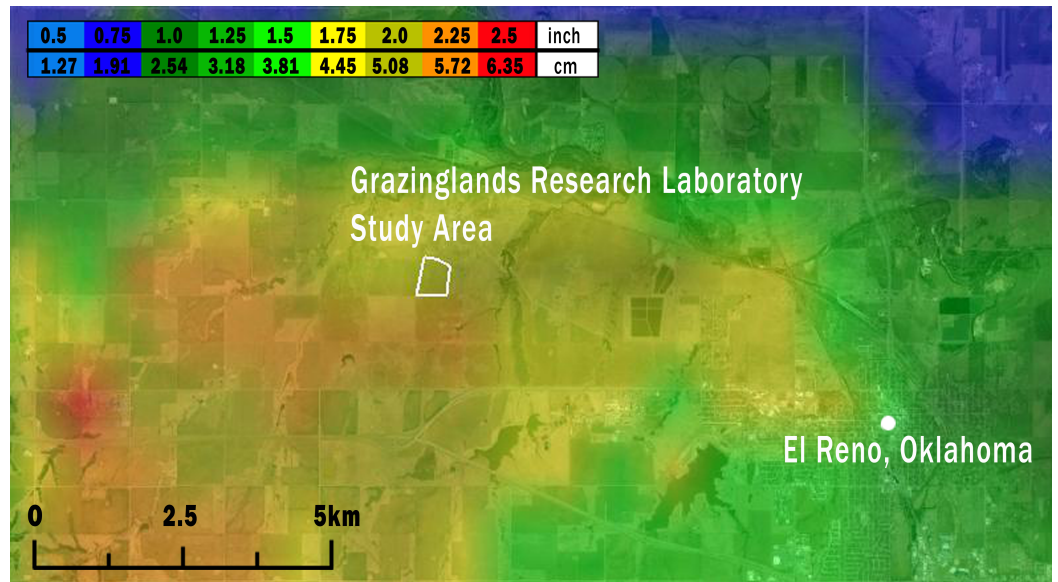 0.5 0.75 1.0 1.25 1.5 1.75 2.0 2.25 2.5 inch
1.27 1.91 2.54 3.18 3.81 4.45 5.08 5.72 6.35 cm
Grazinglands Research Laboratory
Study Area
El Reno, Oklahoma
0 2.5 5km